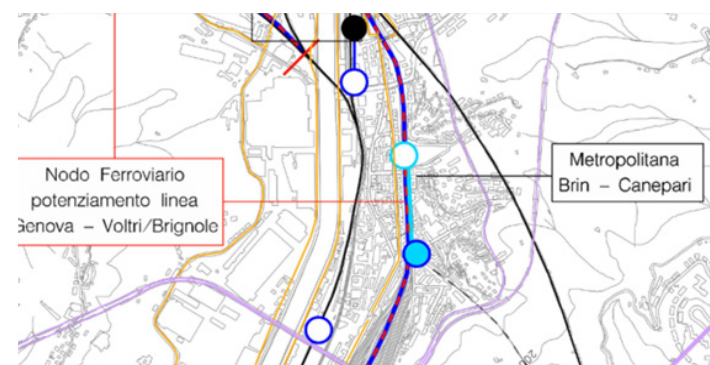 Nodo Ferroviario
potenziamento linea
Genova - Voltri/Brignole
Metropolitana
Brin - Canepari